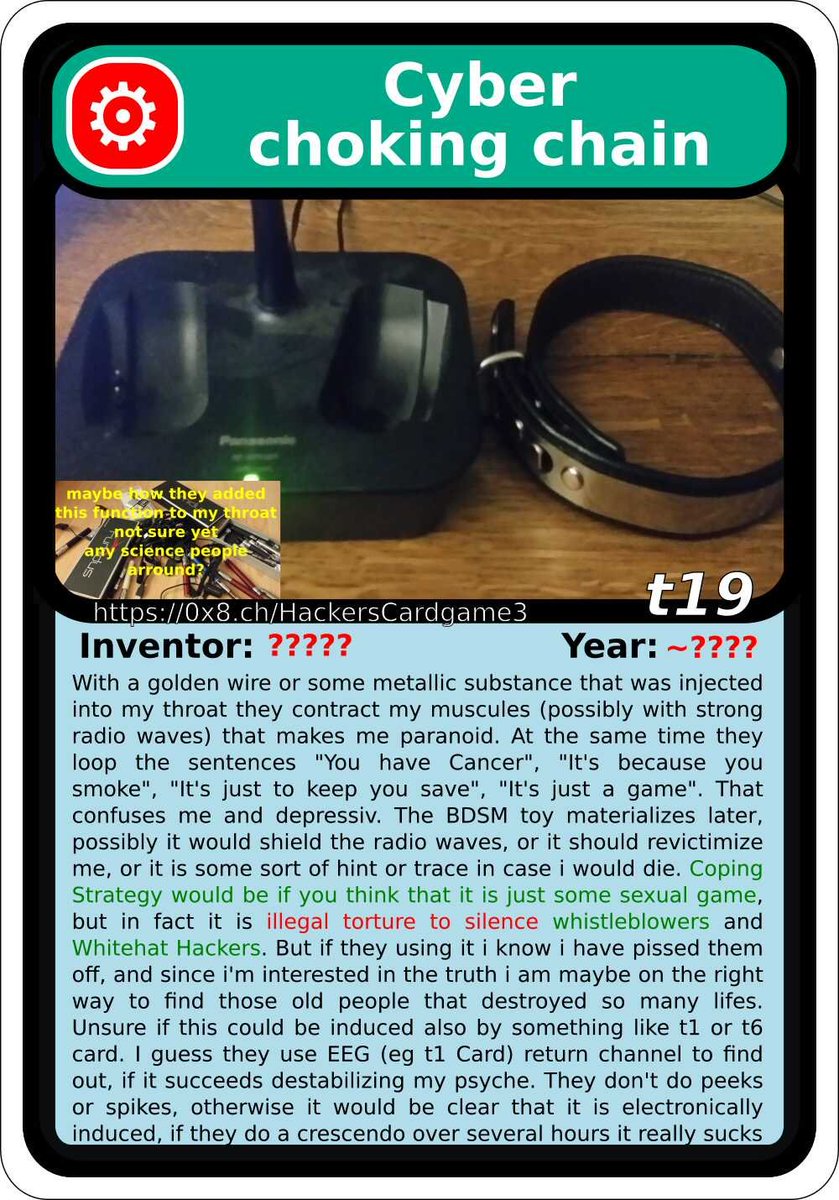 Cyber
choking chain
Panasonic
maybe how they added
this function to my throat
not sure yet
any science people
arround?
t19
https://0x8.ch/HackersCardgame3
Inventor: ?????
Year: ~????
With a golden wire or some metallic substance that was injected
into my throat they contract my muscules (possibly with strong
radio waves) that makes me paranoid. At the same time they
loop the sentences "You have Cancer", "It's because you
smoke", "It's just to keep you save", "It's just a game". That
confuses me and depressiv. The BDSM toy materializes later,
possibly it would shield the radio waves, or it should revictimize
me, or it is some sort of hint or trace in case i would die. Coping
Strategy would be if you think that it is just some sexual game,
but in fact it is illegal torture to silence whistleblowers and
Whitehat Hackers. But if they using it i know i have pissed them
off, and since i'm interested in the truth i am maybe on the right
way to find those old people that destroyed so many lifes.
Unsure if this could be induced also by something like t1 or t6
card. I guess they use EEG (eg t1 Card) return channel to find
out, if it succeeds destabilizing my psyche. They don't do peeks
or spikes, otherwise it would be clear that it is electronically
induced, if they do a crescendo over several hours it really sucks